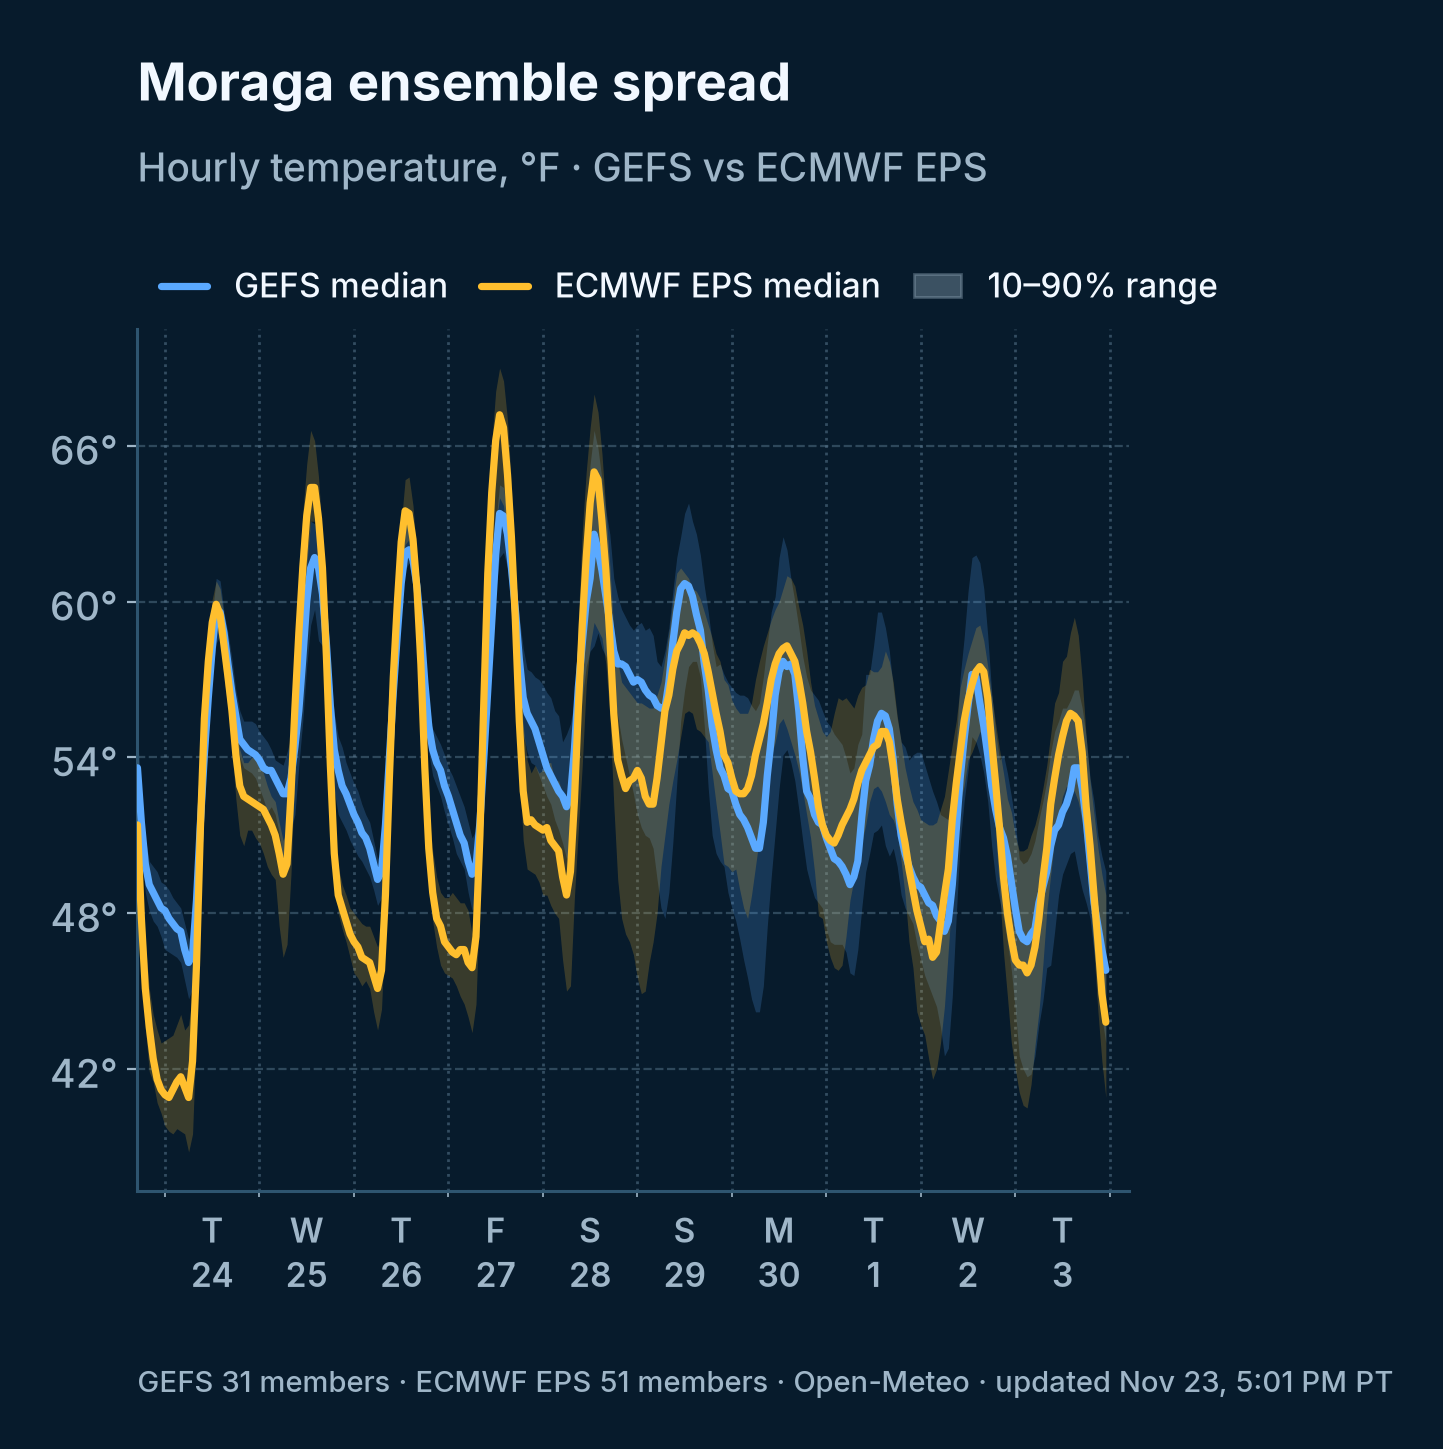 Moraga ensemble spread
Hourly temperature, °F · GEFS vs ECMWF EPS
GEFS median ECMWF EPS median 10–90% range
66°
60°
54°
48°
42°
T W T F S S M T W T
24 25 26 27 28 29 30 1 2 3
GEFS 31 members · ECMWF EPS 51 members · Open-Meteo · updated Nov 23, 5:01 PM PT